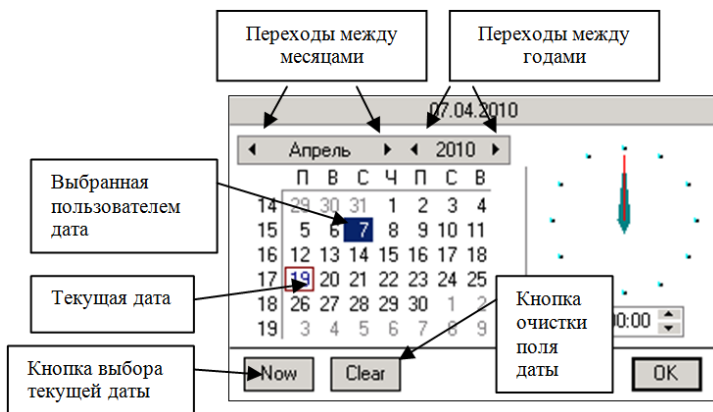 Переходы между
месяцами
Переходы между
годами
07.04.2010
Апрель 2010
П В С Ч П С В
14 29 30 31 1 2 3 4
15 5 6 7 8 9 10 11
16 12 13 14 15 16 17 18
17 19 20 21 22 23 24 25
18 26 27 28 29 30 1 2
19 3 4 5 6 7 8 9
Выбранная
пользователем
дата
Текущая дата
Кнопка
очистки
поля
даты
00:00
Кнопка выбора
текущей даты
Now
Clear
OK